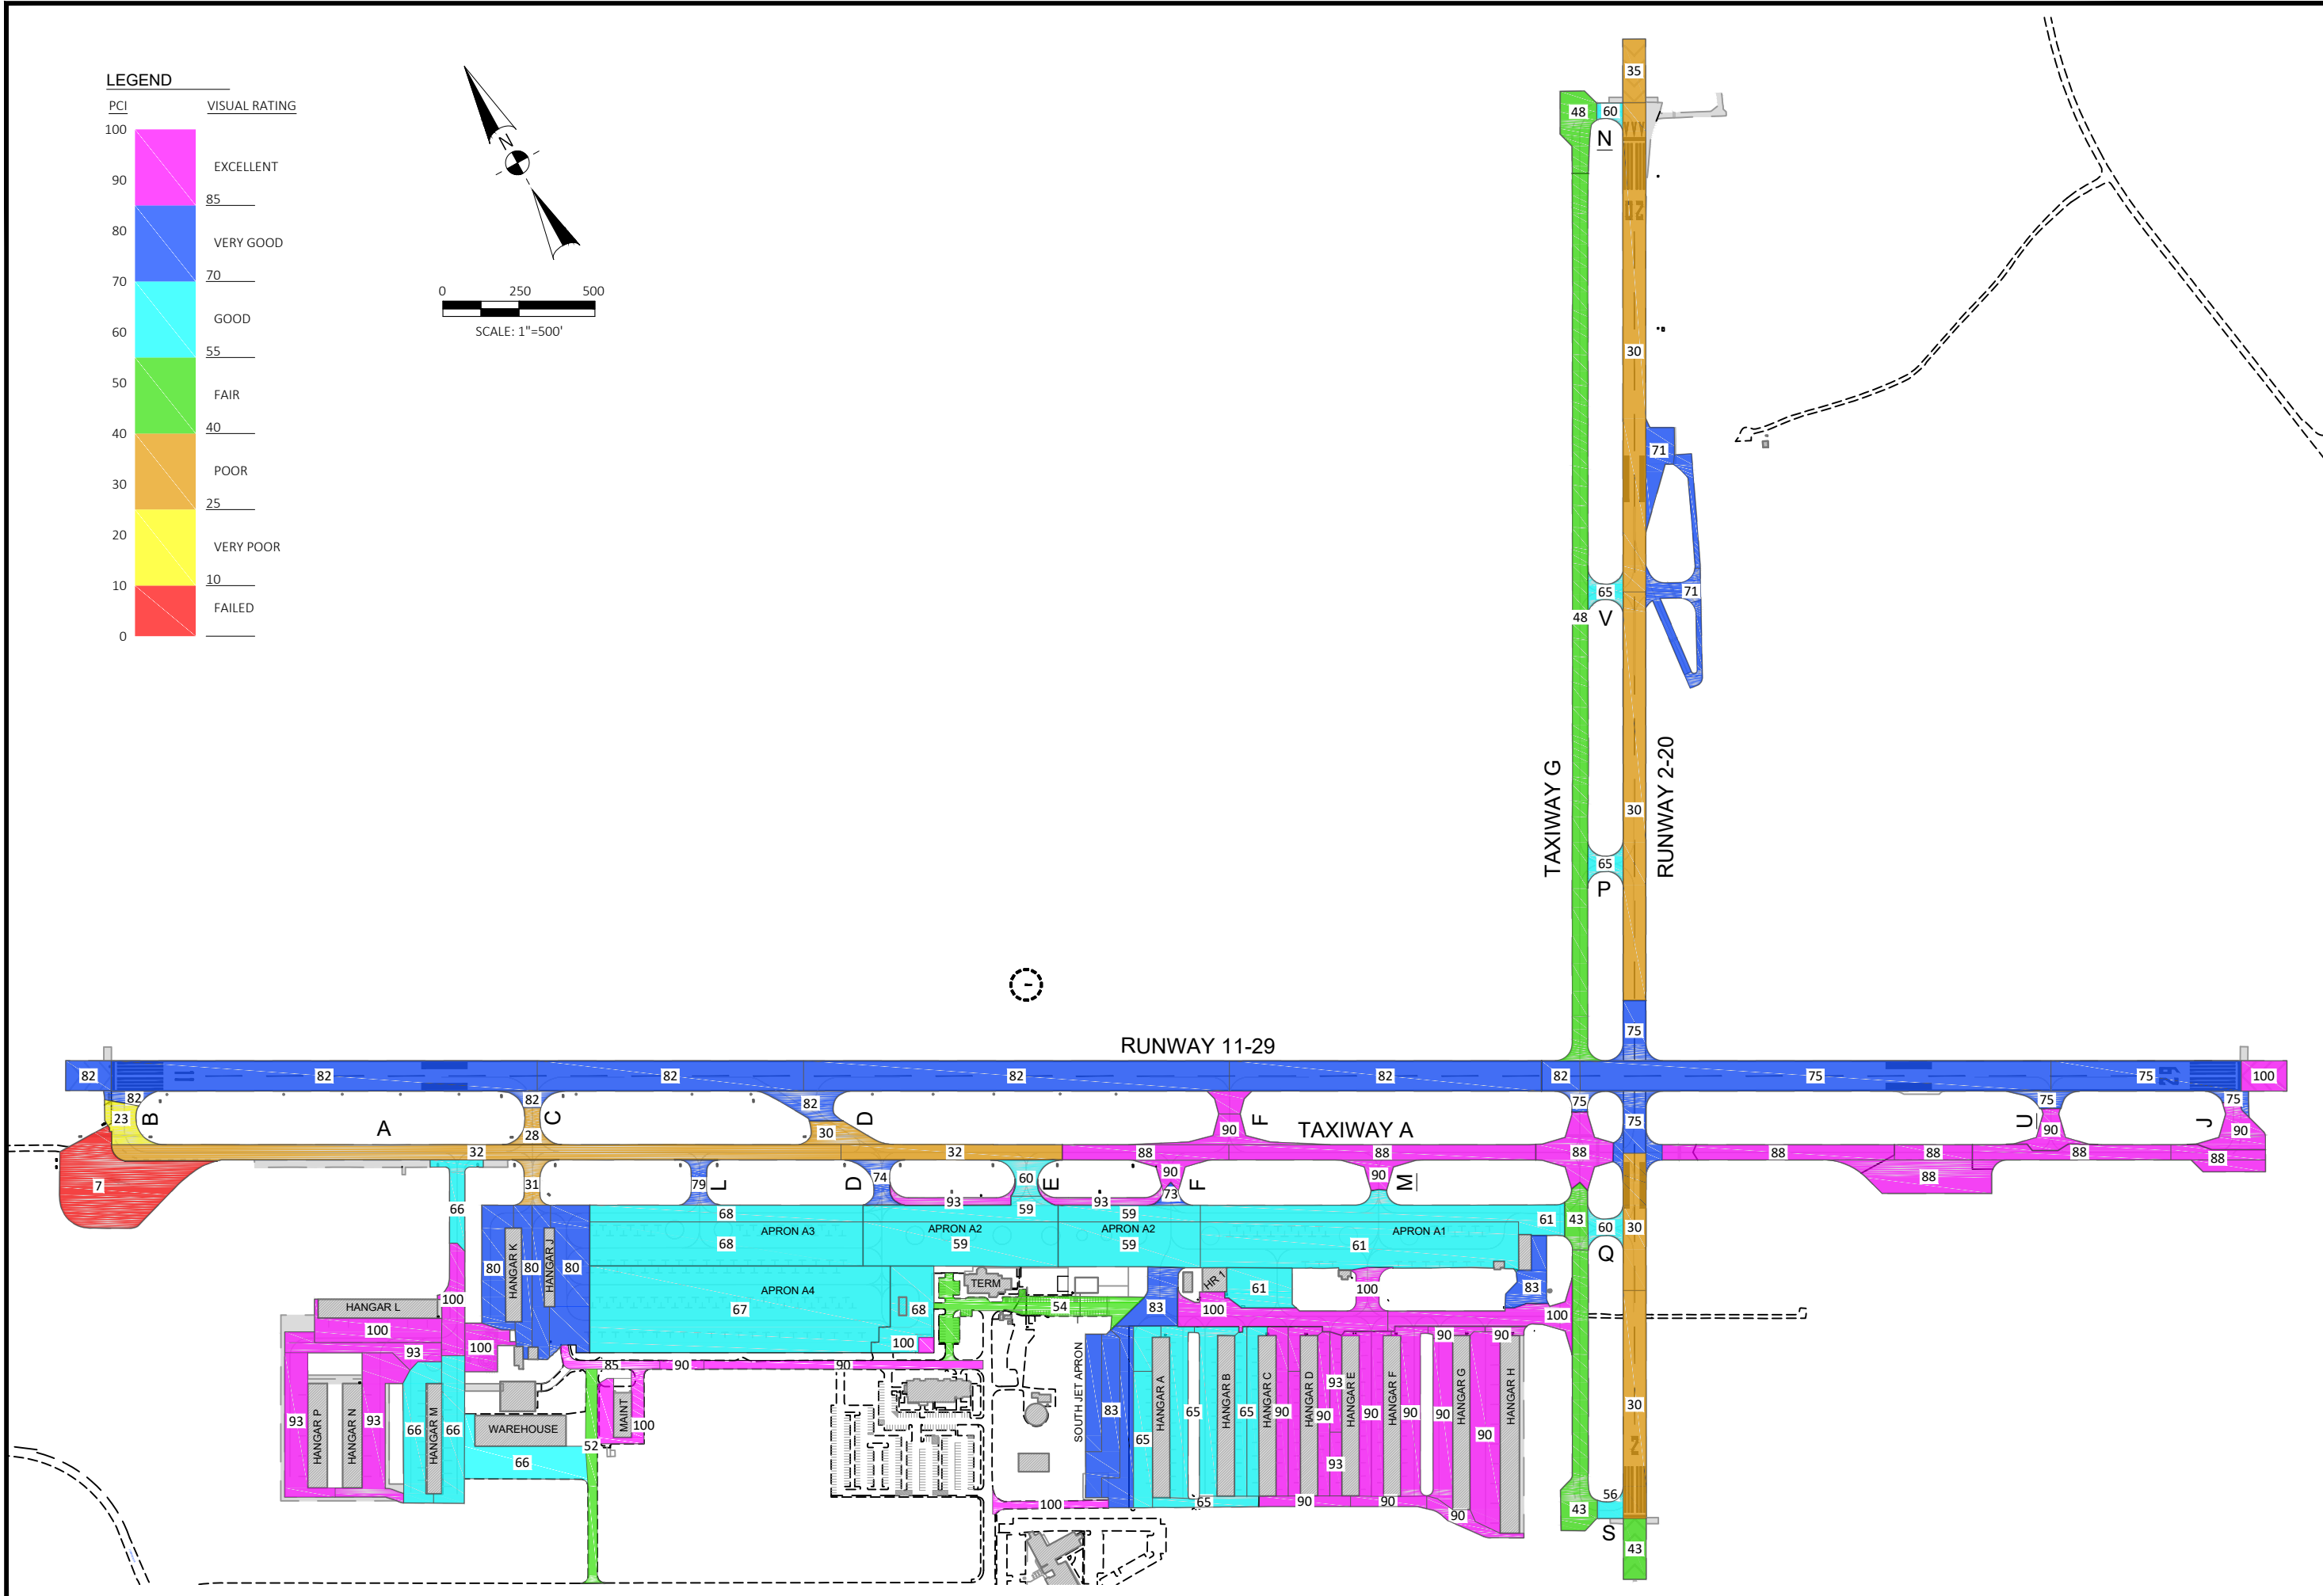 LEGEND
PCI VISUAL RATING
100
EXCELLENT
90
85
80
VERY GOOD
70 70
GOOD
60
55
50
FAIR
40 40
POOR
30
25
20
VERY POOR
10 10
FAILED
0
N
0 250 500
SCALE: 1"=500'
35
48 60
N
20
30
71
65 71
48 V
TAXIWAY G
RUNWAY 2-20
30
65
P
75
RUNWAY 11-29
82 11 82 82 82 82 82 75 75 29 100
82 82 82 75 75 75 75
23 B A 28 C 30 D 90 F TAXIWAY A U 90 J 90
32 32 88 88 88 88 88 88 88
88
7 31 79 L D 74 60 E 90 F 90 M
93 93 73
66 68 59 59 61 43 60 30
APRON A3 APRON A2 APRON A2 APRON A1
68 59 59 61 Q
80 HANGAR K 80 HANGAR J 80
APRON A4
TERM HR 1 61 100 83
100 67 68 54 83 100 100
HANGAR L
100 100 100
93 85 90 90
90 90
93 HANGAR P HANGAR N 93 66 HANGAR M 66
WAREHOUSE
MAINT
100
52
66
SOUTH JET APRON
83
65 HANGAR A 65 HANGAR B 65 HANGAR C 90 HANGAR D 90 93 HANGAR E 90 HANGAR F 90 90 HANGAR G 90 HANGAR H
93
30
2
100 65 90 90 90
43 56
S
43